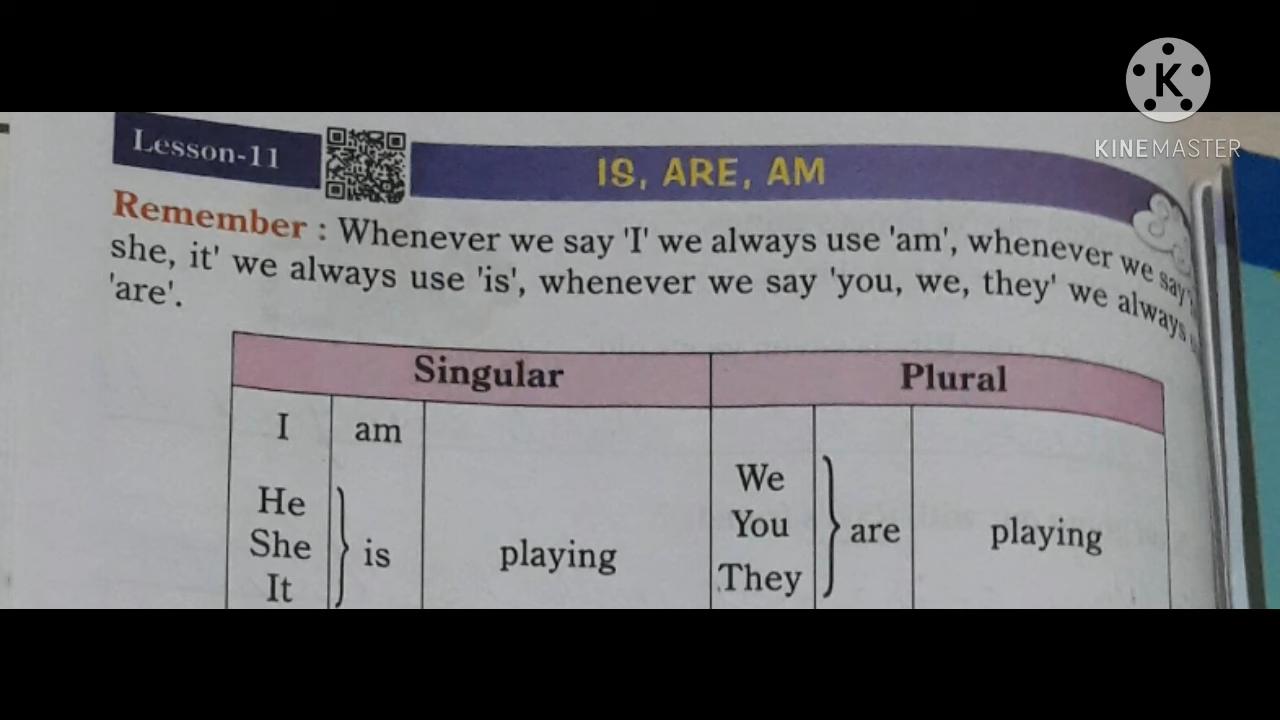 KINEMASTER
Lesson-11
IS, ARE, AM
Remember : Whenever we say 'I' we always use 'am', whenever we say
she, it' we always use 'is', whenever we say 'you, we, they' we always
'are'.
Singular Plural
I am
He
She
It
is
playing
We
You
They
are
playing